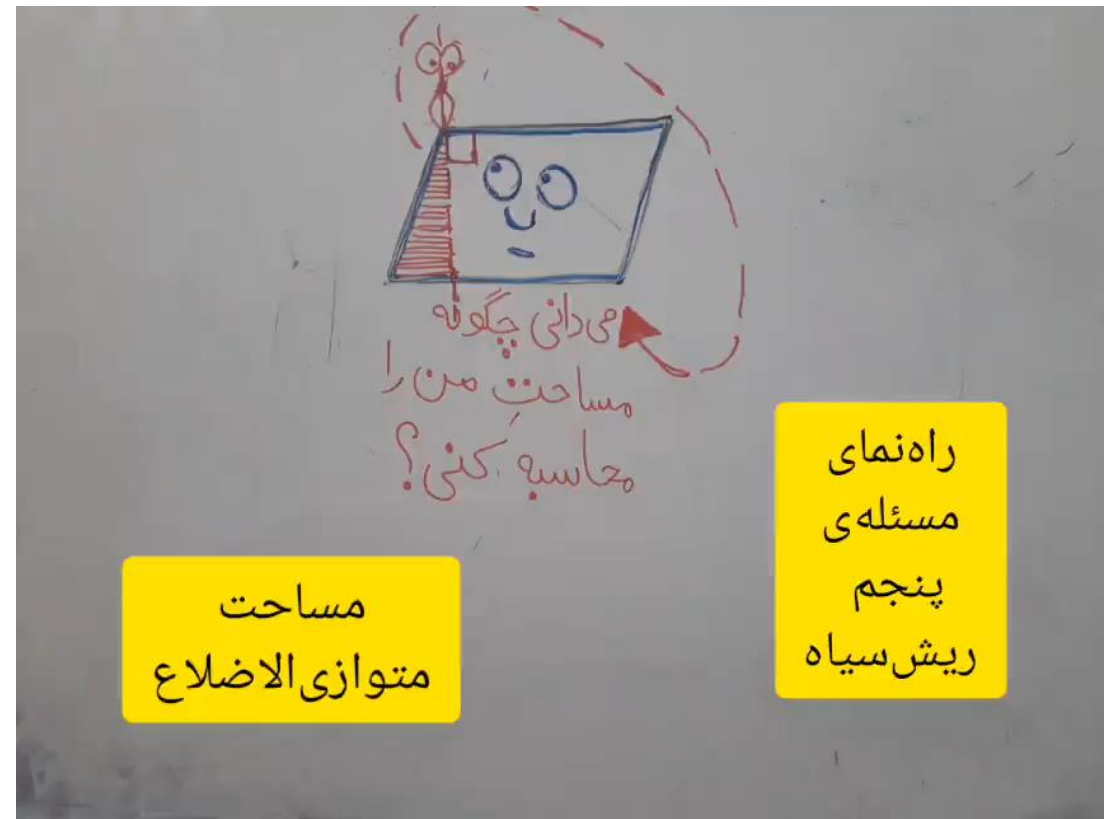 می‌دانی چگونه
مساحتِ من را
محاسبه کنی؟
راه‌نمای
مسئله‌ی
پنجم
ریش‌سیاه
مساحت
متوازی‌الاضلاع